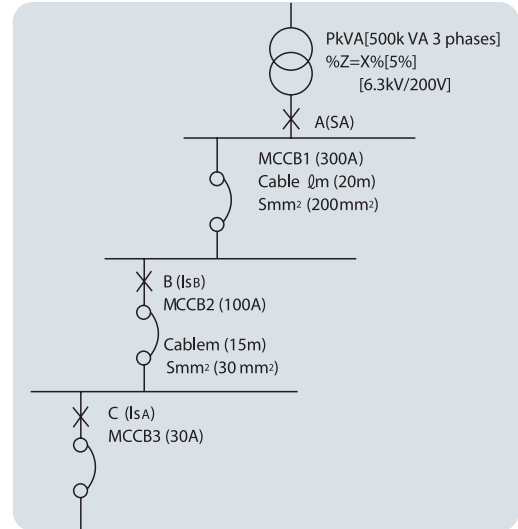 PkVA[500k VA 3 phases]
%Z=X%[5%]
[6.3kV/200V]
A(SA)
MCCB1 (300A)
Cable ℓm (20m)
Smm² (200mm²)
B (IsB)
MCCB2 (100A)
Cablem (15m)
Smm² (30 mm²)
C (IsA)
MCCB3 (30A)